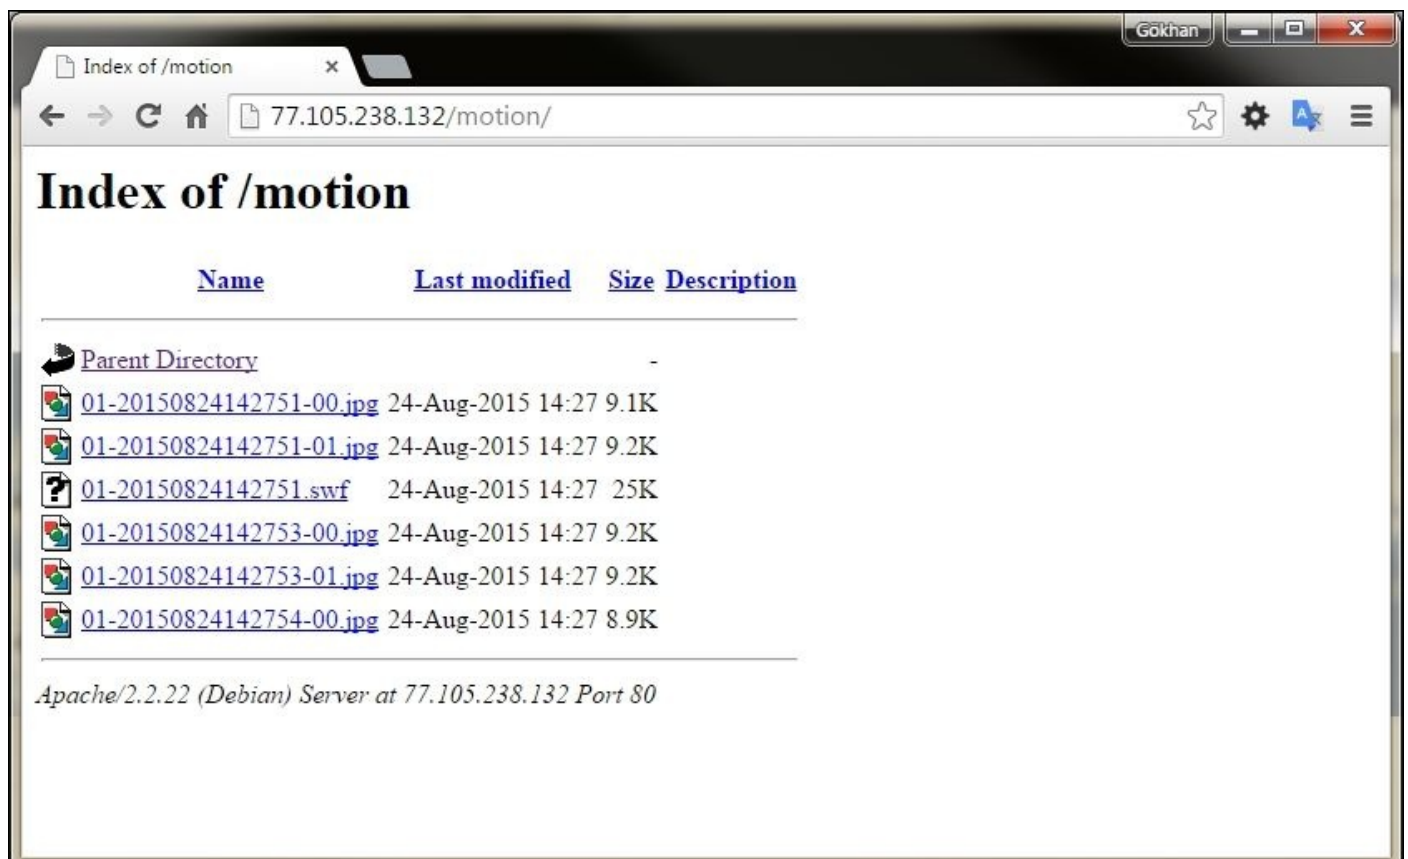 Gökhan
Index of /motion
77.105.238.132/motion/
Index of /motion
Name Last modified Size Description
Parent Directory -
01-20150824142751-00.jpg 24-Aug-2015 14:27 9.1K
01-20150824142751-01.jpg 24-Aug-2015 14:27 9.2K
01-20150824142751.swf 24-Aug-2015 14:27 25K
01-20150824142753-00.jpg 24-Aug-2015 14:27 9.2K
01-20150824142753-01.jpg 24-Aug-2015 14:27 9.2K
01-20150824142754-00.jpg 24-Aug-2015 14:27 8.9K
Apache/2.2.22 (Debian) Server at 77.105.238.132 Port 80